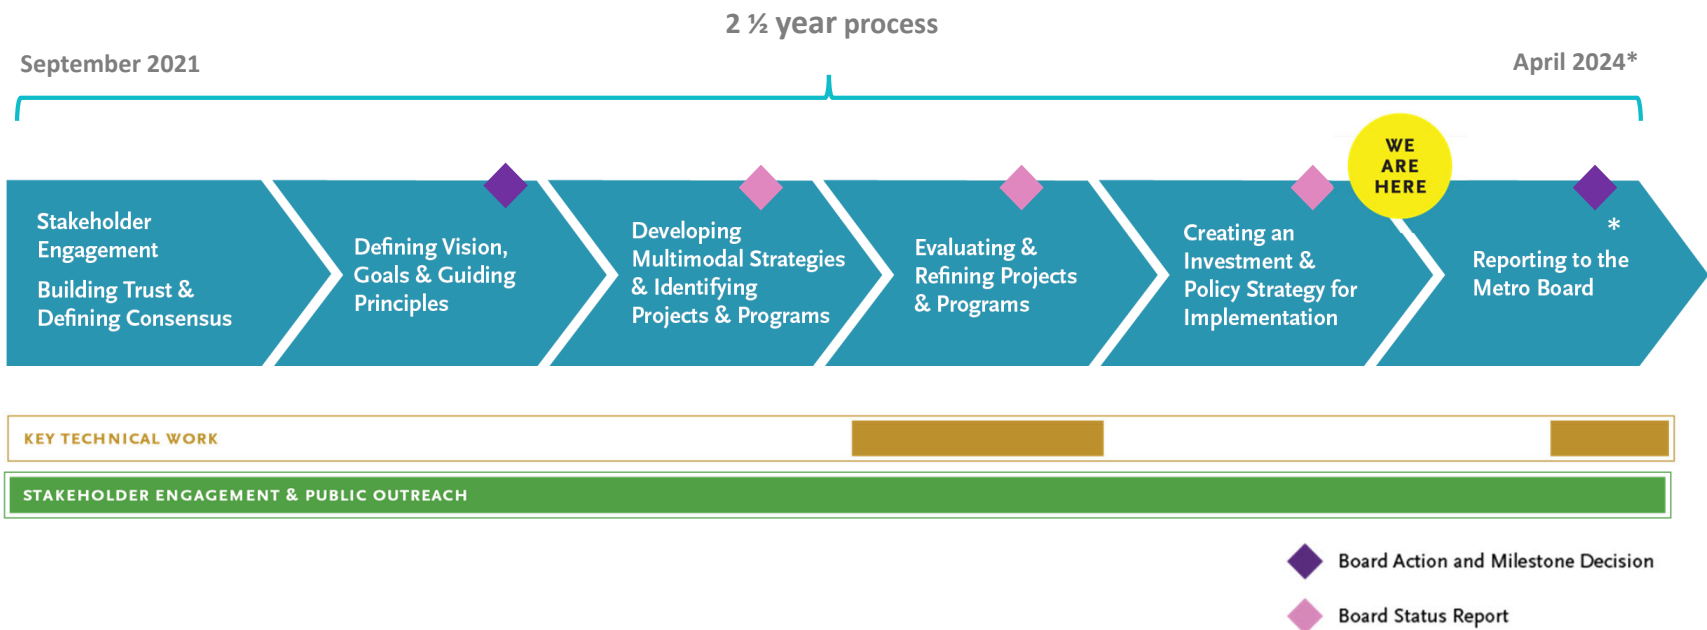 2 ½ year process
September 2021
April 2024*
WE
ARE
HERE
Stakeholder
Engagement
Building Trust &
Defining Consensus
Defining Vision,
Goals & Guiding
Principles
Developing
Multimodal Strategies
& Identifying
Projects & Programs
Evaluating &
Refining Projects
& Programs
Creating an
Investment &
Policy Strategy for
Implementation
*
Reporting to the
Metro Board
KEY TECHNICAL WORK
STAKEHOLDER ENGAGEMENT & PUBLIC OUTREACH
Board Action and Milestone Decision
Board Status Report